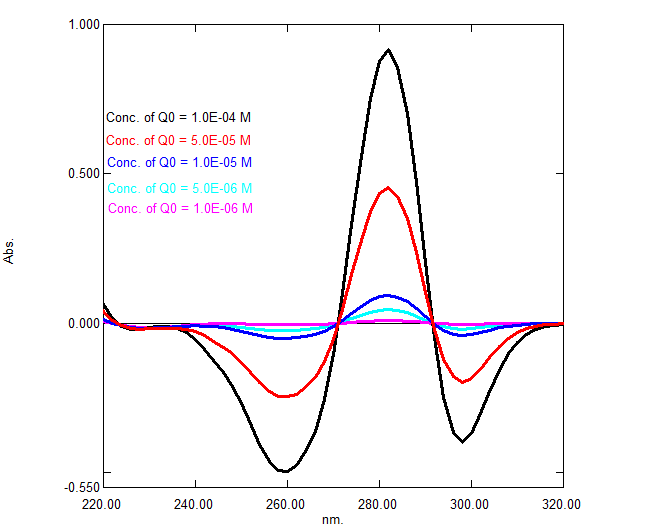 1.000
Conc. of Q0 = 1.0E-04 M
Conc. of Q0 = 5.0E-05 M
Conc. of Q0 = 1.0E-05 M
0.500
Conc. of Q0 = 5.0E-06 M
Conc. of Q0 = 1.0E-06 M
Abs.
0.000
-0.550
220.00 240.00 260.00 280.00 300.00 320.00
nm.